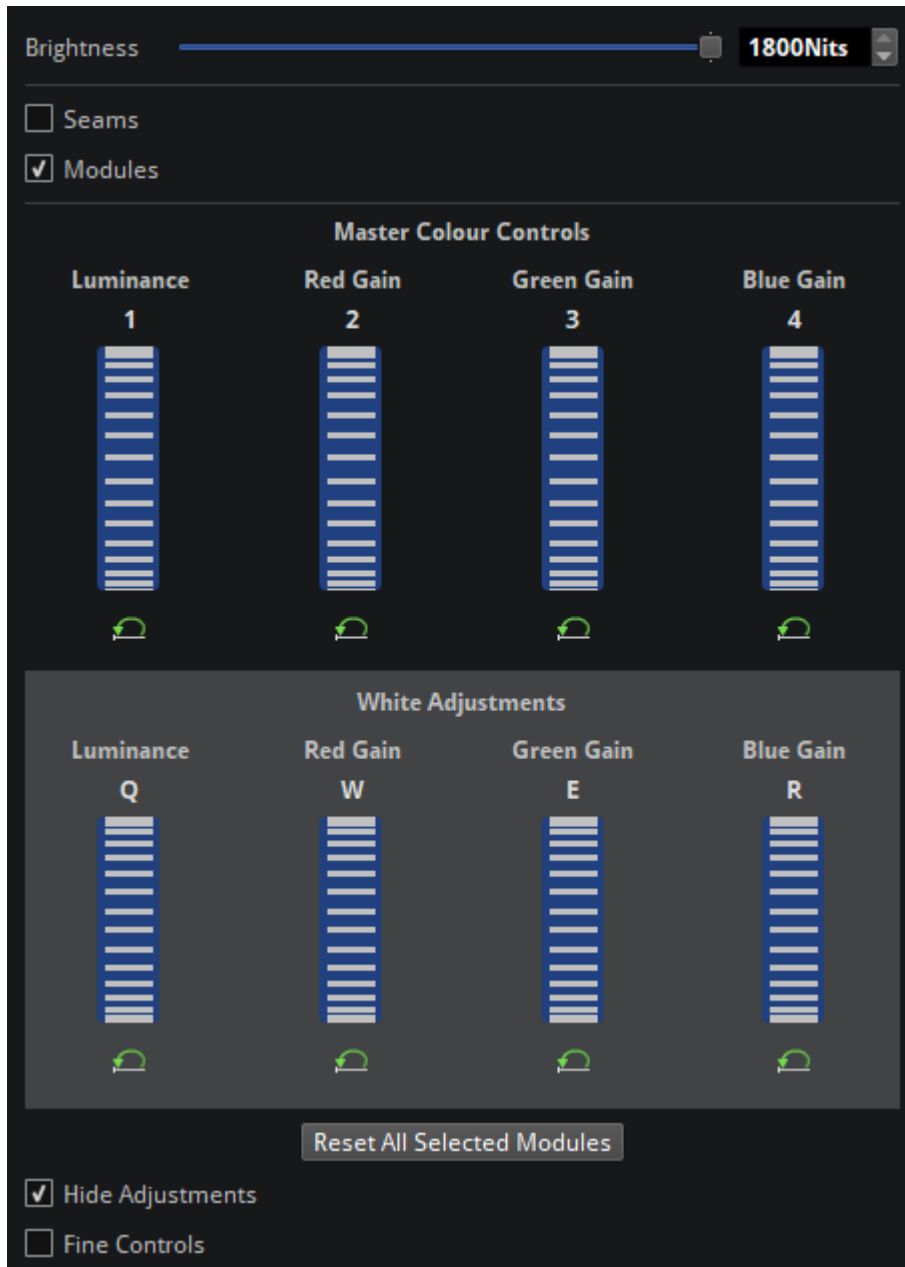 Brightness 1800Nits
Seams
Modules
Master Colour Controls
Luminance Red Gain Green Gain Blue Gain
1 2 3 4
White Adjustments
Luminance Red Gain Green Gain Blue Gain
Q W E R
Reset All Selected Modules
Hide Adjustments
Fine Controls